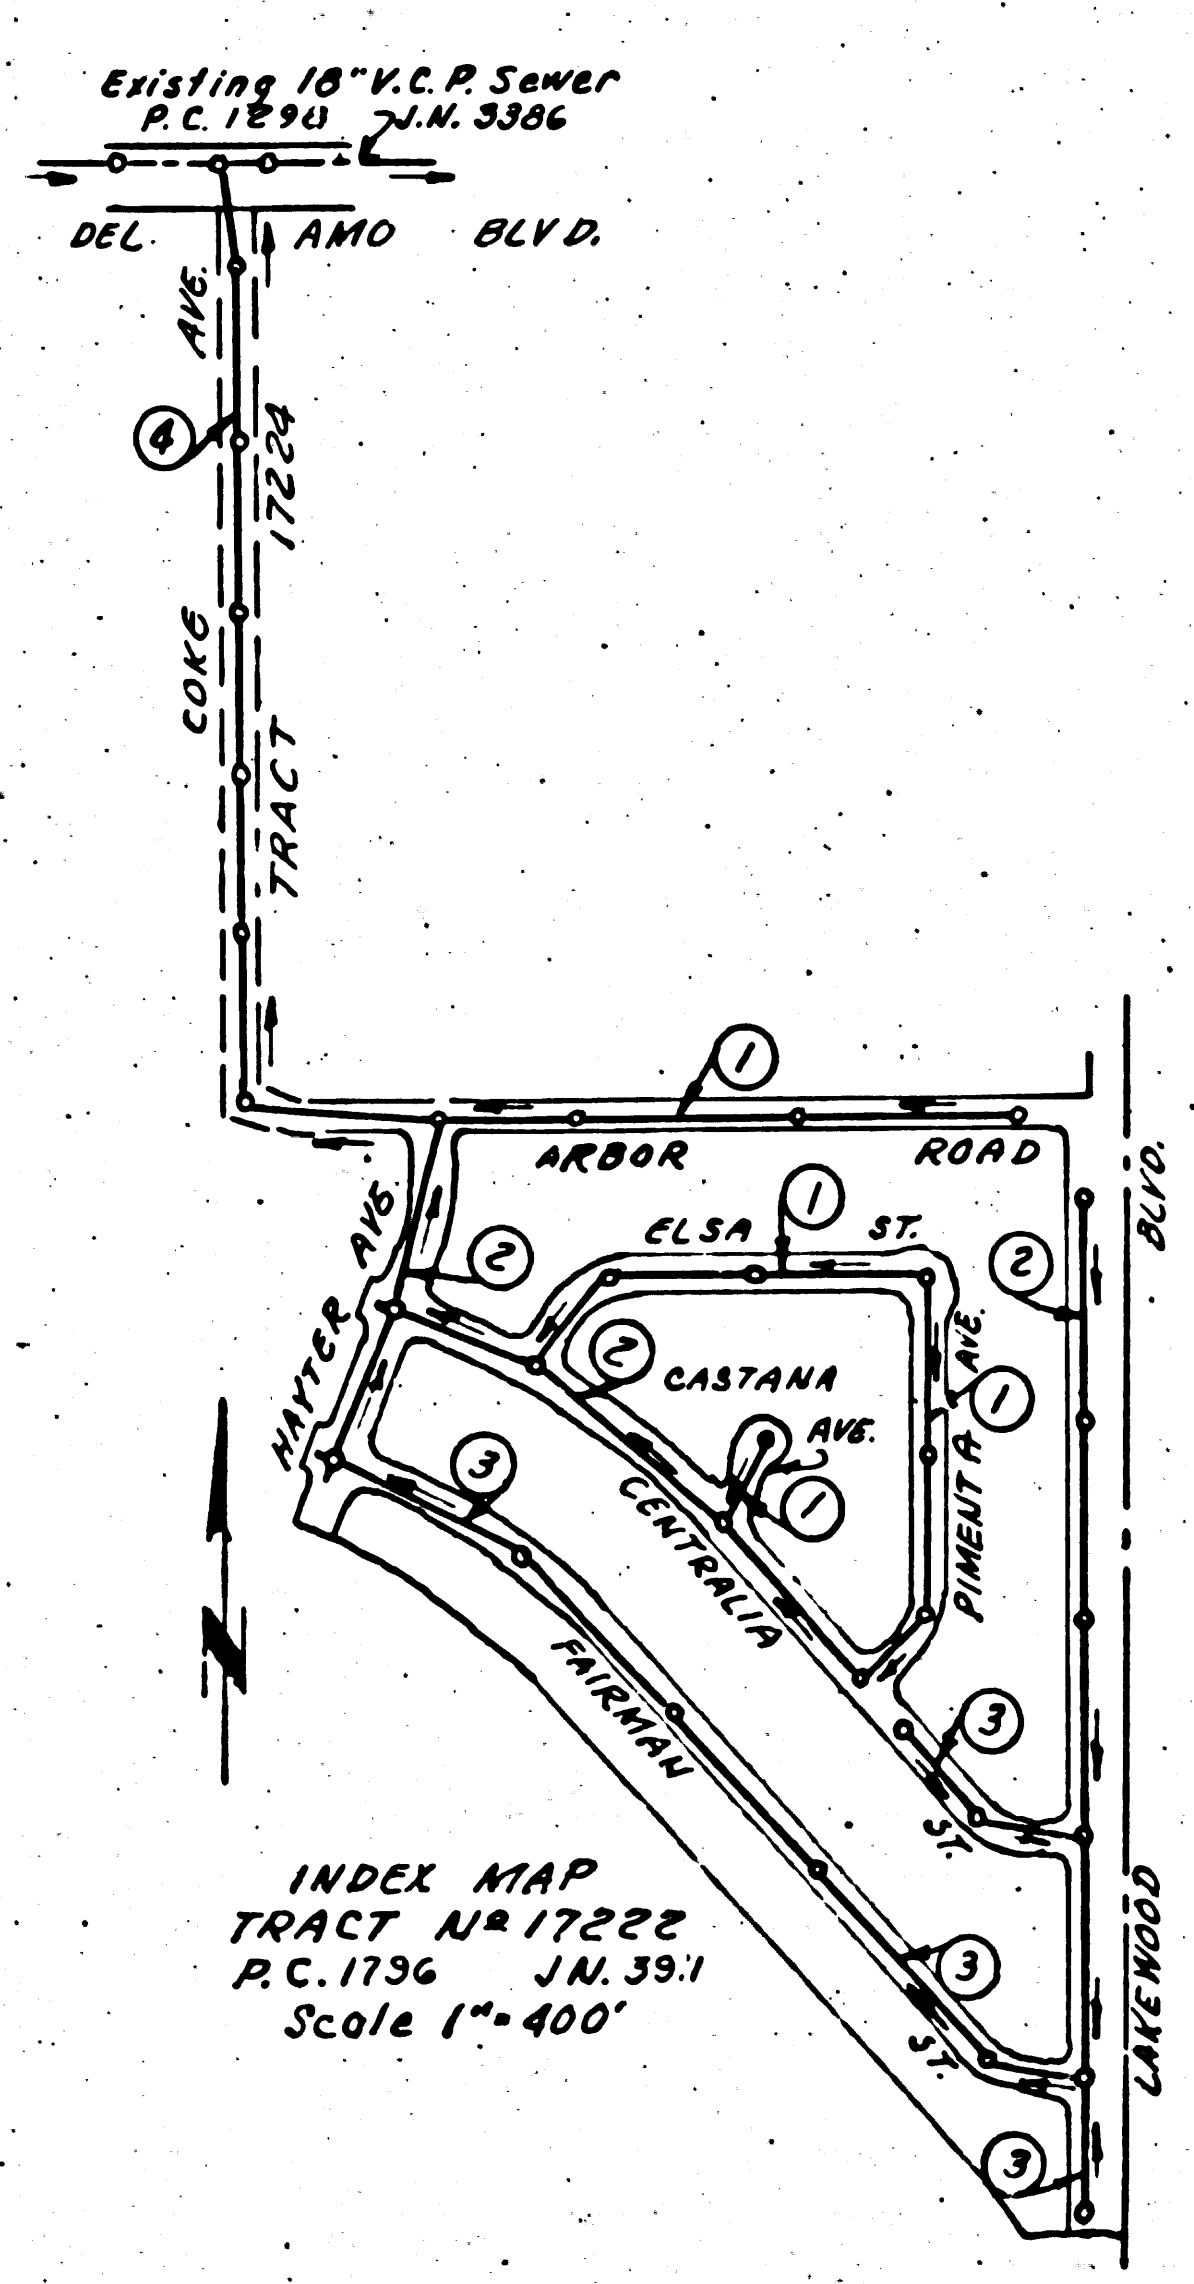 Existing 18" V.C.P. Sewer
P.C. 1290 J.N. 3386
DEL AMO BLVD.
COKE AVE.
4
TRACT 17224
1
ARBOR ROAD
BLVD.
1
ELSA ST.
HAYTER AVE.
2
2
2
CASTANA
AVE.
PIMENTA AVE.
1
3
1
CENTRALIA
FAIRMAN
N
3
ST.
INDEX MAP
TRACT Nº 17222
P.C. 1796 J.N.
Scale 1"=400'
3
LAKEWOOD
ST.
3